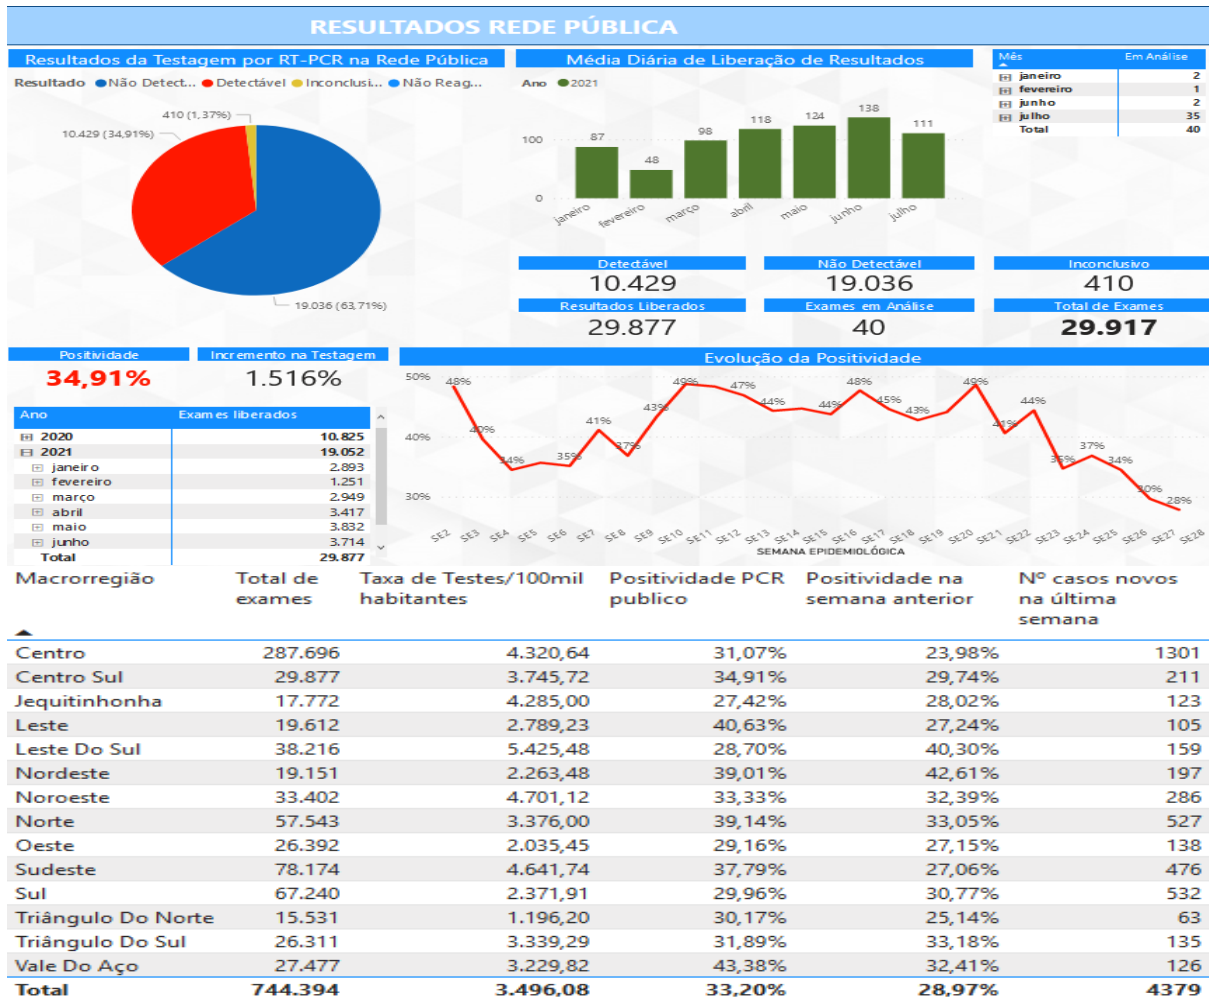 RESULTADOS REDE PÚBLICA
Resultados da Testagem por RT-PCR na Rede Pública
Resultado Não Detect... Detectável Inconclusi... Não Reag...
410 (1,37%)
10.429 (34,91%)
19.036 (63,71%)
Média Diária de Liberação de Resultados
Ano 2021
100
0
87
48
98
118
124
138
111
janeiro
fevereiro
março
abril
maio
junho
julho
Mês Em Análise
janeiro 2
fevereiro 1
junho 2
julho 35
Total 40
Detectável
10.429
Não Detectável
19.036
Inconclusivo
410
Resultados Liberados
29.877
Exames em Análise
40
Total de Exames
29.917
Positividade
34,91%
Incremento na Testagem
1.516%
Ano Exames liberados
2020 10.825
2021 19.052
janeiro 2.893
fevereiro 1.251
março 2.949
abril 3.417
maio 3.832
junho 3.714
Total 29.877
Evolução da Positividade
50%
40%
30%
48%
40%
34%
35%
41%
37%
43%
49%
47%
44%
44%
48%
45%
43%
49%
41%
44%
35%
37%
34%
30%
28%
SE2 SE3 SE4 SE5 SE6 SE7 SE8 SE9 SE10 SE11 SE12 SE13 SE14 SE15 SE16 SE17 SE18 SE19 SE20 SE21 SE22 SE23 SE24 SE25 SE26 SE27 SE28
SEMANA EPIDEMIOLÓGICA
Macrorregião Total de Taxa de Testes/100mil Positividade PCR Positividade na Nº casos novos
exames habitantes publico semana anterior na última
semana
Centro 287.696 4.320,64 31,07% 23,98% 1301
Centro Sul 29.877 3.745,72 34,91% 29,74% 211
Jequitinhonha 17.772 4.285,00 27,42% 28,02% 123
Leste 19.612 2.789,23 40,63% 27,24% 105
Leste Do Sul 38.216 5.425,48 28,70% 40,30% 159
Nordeste 19.151 2.263,48 39,01% 42,61% 197
Noroeste 33.402 4.701,12 33,33% 32,39% 286
Norte 57.543 3.376,00 39,14% 33,05% 527
Oeste 26.392 2.035,45 29,16% 27,15% 138
Sudeste 78.174 4.641,74 37,79% 27,06% 476
Sul 67.240 2.371,91 29,96% 30,77% 532
Triângulo Do Norte 15.531 1.196,20 30,17% 25,14% 63
Triângulo Do Sul 26.311 3.339,29 31,89% 33,18% 135
Vale Do Aço 27.477 3.229,82 43,38% 32,41% 126
Total 744.394 3.496,08 33,20% 28,97% 4379